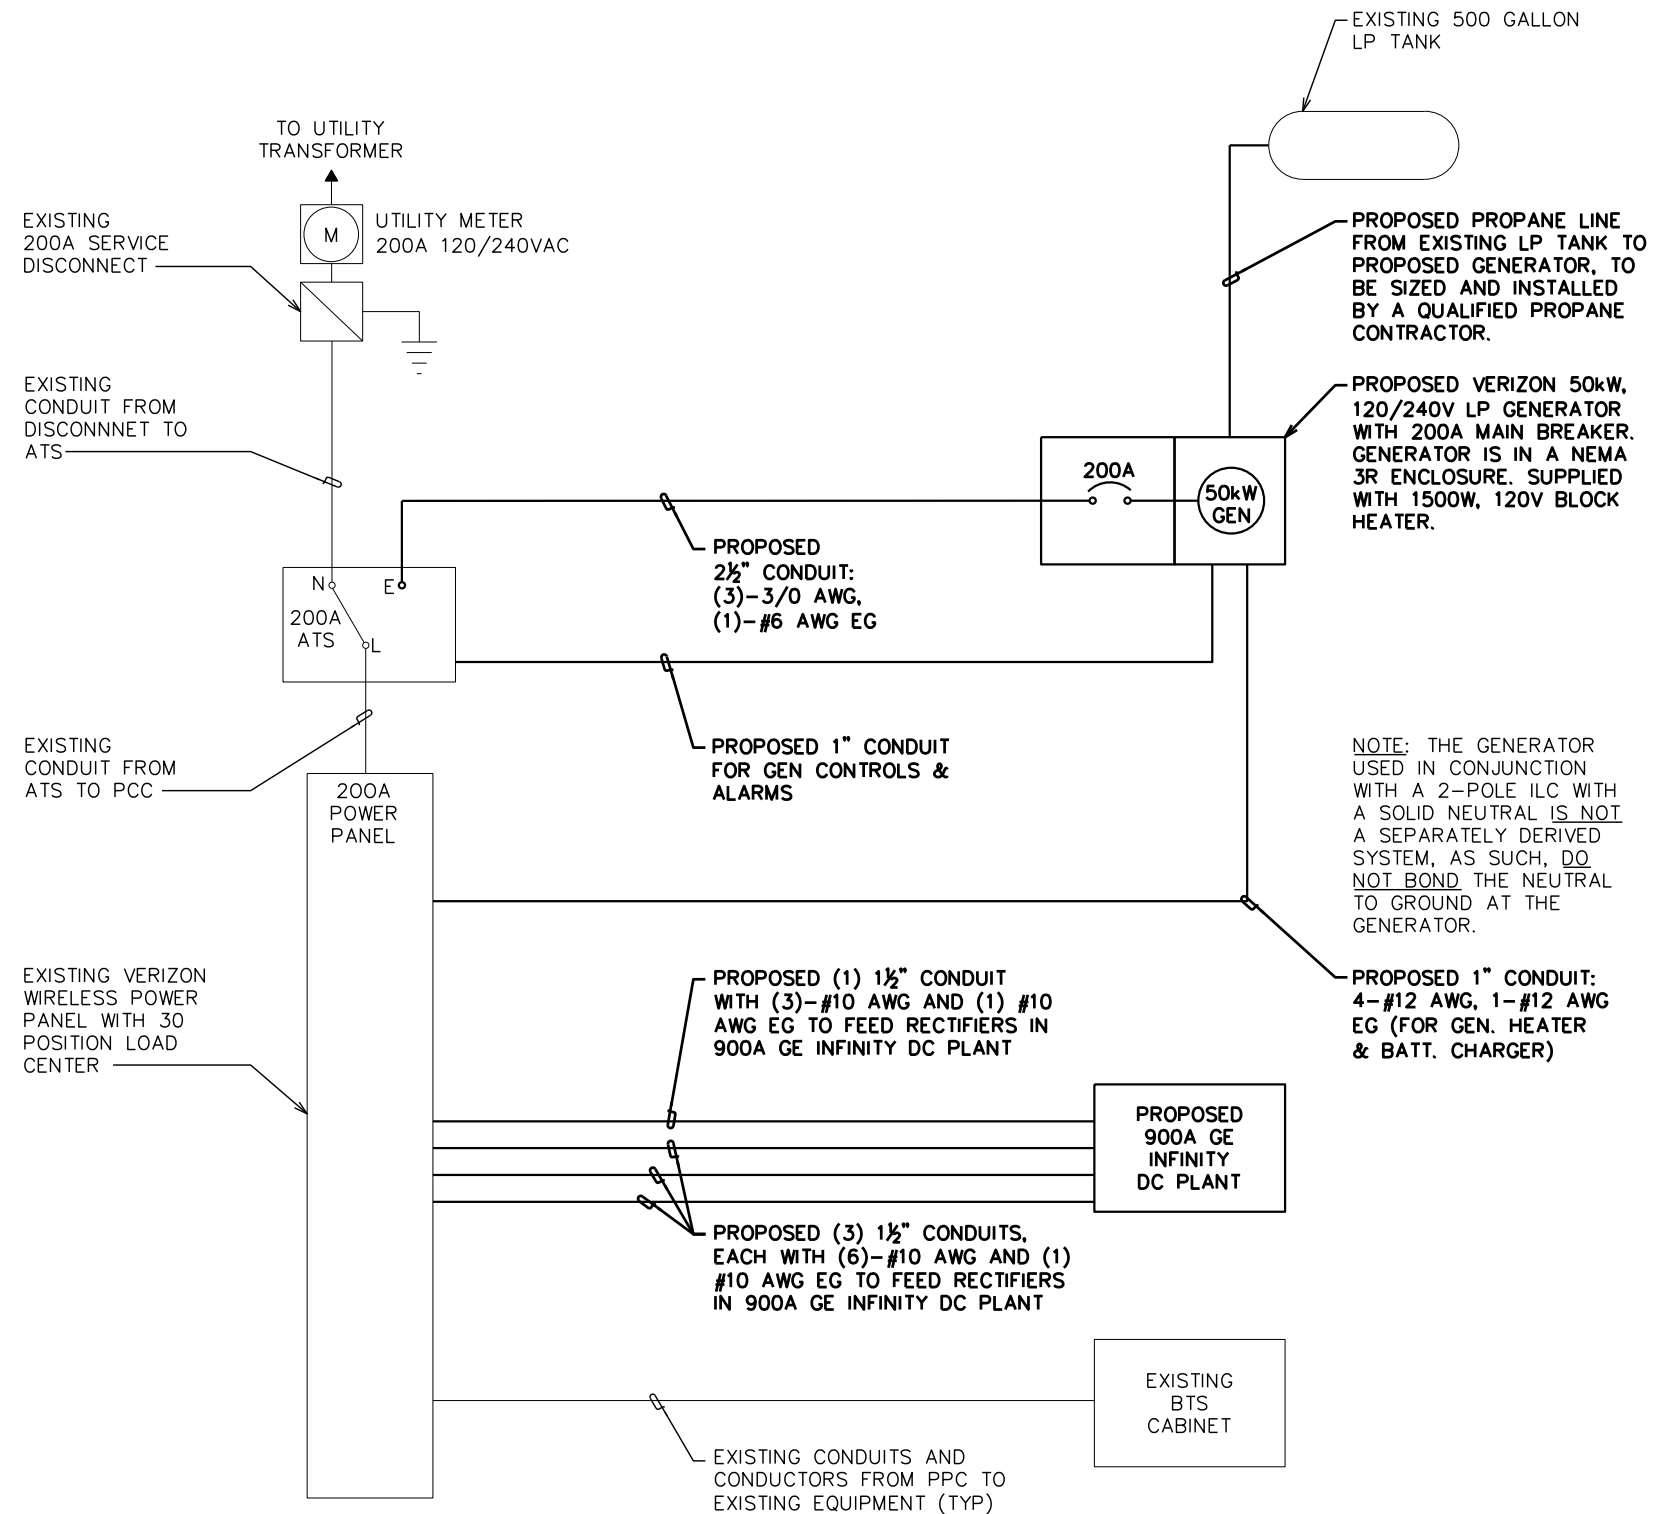 EXISTING 500 GALLON
LP TANK
TO UTILITY
TRANSFORMER
EXISTING
200A SERVICE
DISCONNECT
M
UTILITY METER
200A 120/240VAC
PROPOSED PROPANE LINE
FROM EXISTING LP TANK TO
PROPOSED GENERATOR, TO
BE SIZED AND INSTALLED
BY A QUALIFIED PROPANE
CONTRACTOR.
EXISTING
CONDUIT FROM
DISCONNNET TO
ATS
PROPOSED VERIZON 50kW,
120/240V LP GENERATOR
WITH 200A MAIN BREAKER.
GENERATOR IS IN A NEMA
3R ENCLOSURE. SUPPLIED
WITH 1500W, 120V BLOCK
HEATER.
200A
50kW
GEN
PROPOSED
2½" CONDUIT:
(3)-3/0 AWG,
(1)-#6 AWG EG
N
E
200A
ATS
L
PROPOSED 1" CONDUIT
FOR GEN CONTROLS &
ALARMS
EXISTING
CONDUIT FROM
ATS TO PCC
200A
POWER
PANEL
NOTE: THE GENERATOR
USED IN CONJUNCTION
WITH A 2-POLE ILC WITH
A SOLID NEUTRAL IS NOT
A SEPARATELY DERIVED
SYSTEM, AS SUCH, DO
NOT BOND THE NEUTRAL
TO GROUND AT THE
GENERATOR.
EXISTING VERIZON
WIRELESS POWER
PANEL WITH 30
POSITION LOAD
CENTER
PROPOSED (1) 1½" CONDUIT
WITH (3)-#10 AWG AND (1) #10
AWG EG TO FEED RECTIFIERS IN
900A GE INFINITY DC PLANT
PROPOSED 1" CONDUIT:
4-#12 AWG, 1-#12 AWG
EG (FOR GEN. HEATER
& BATT. CHARGER)
PROPOSED
900A GE
INFINITY
DC PLANT
PROPOSED (3) 1½" CONDUITS,
EACH WITH (6)-#10 AWG AND (1)
#10 AWG EG TO FEED RECTIFIERS
IN 900A GE INFINITY DC PLANT
EXISTING
BTS
CABINET
EXISTING CONDUITS AND
CONDUCTORS FROM PPC TO
EXISTING EQUIPMENT (TYP)